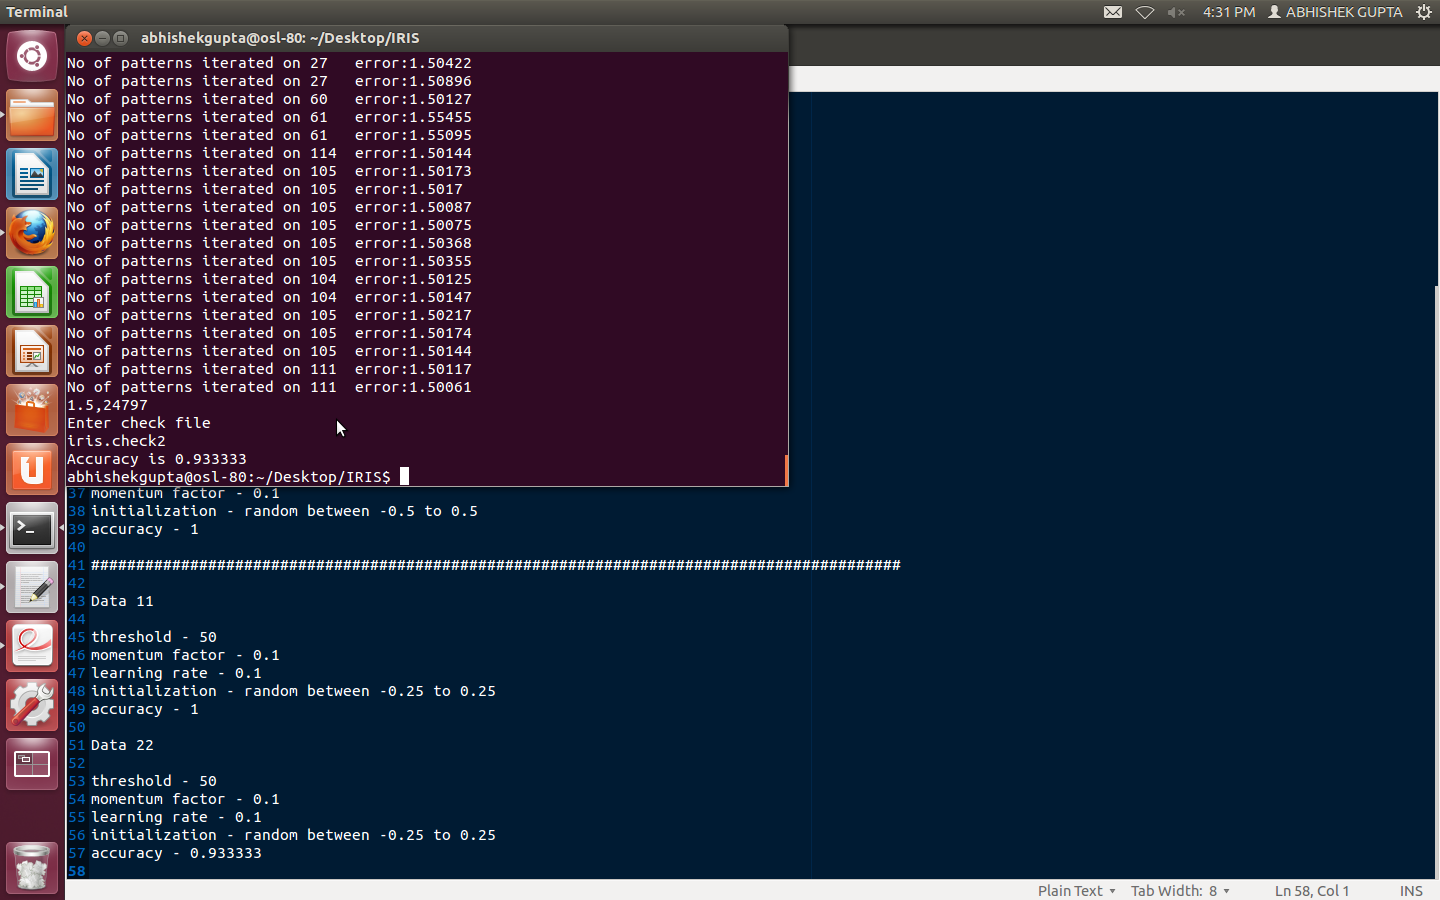 Terminal
4:31 PM ABHISHEK GUPTA
abhishekgupta@osl-80: ~/Desktop/IRIS
No of patterns iterated on 27 error:1.50422
No of patterns iterated on 27 error:1.50896
No of patterns iterated on 60 error:1.50127
No of patterns iterated on 61 error:1.55455
No of patterns iterated on 61 error:1.55095
No of patterns iterated on 114 error:1.50144
No of patterns iterated on 105 error:1.50173
No of patterns iterated on 105 error:1.5017
No of patterns iterated on 105 error:1.50087
No of patterns iterated on 105 error:1.50075
No of patterns iterated on 105 error:1.50368
No of patterns iterated on 105 error:1.50355
No of patterns iterated on 104 error:1.50125
No of patterns iterated on 104 error:1.50147
No of patterns iterated on 105 error:1.50217
No of patterns iterated on 105 error:1.50174
No of patterns iterated on 105 error:1.50144
No of patterns iterated on 111 error:1.50117
No of patterns iterated on 111 error:1.50061
1.5,24797
Enter check file
iris.check2
Accuracy is 0.933333
abhishekgupta@osl-80:~/Desktop/IRIS$
37 momentum factor - 0.1
38 initialization - random between -0.5 to 0.5
39 accuracy - 1
40
41 ##########################################################################################
42
43 Data 11
44
45 threshold - 50
46 momentum factor - 0.1
47 learning rate - 0.1
48 initialization - random between -0.25 to 0.25
49 accuracy - 1
50
51 Data 22
52
53 threshold - 50
54 momentum factor - 0.1
55 learning rate - 0.1
56 initialization - random between -0.25 to 0.25
57 accuracy - 0.933333
58
Plain Text Tab Width: 8 Ln 58, Col 1 INS